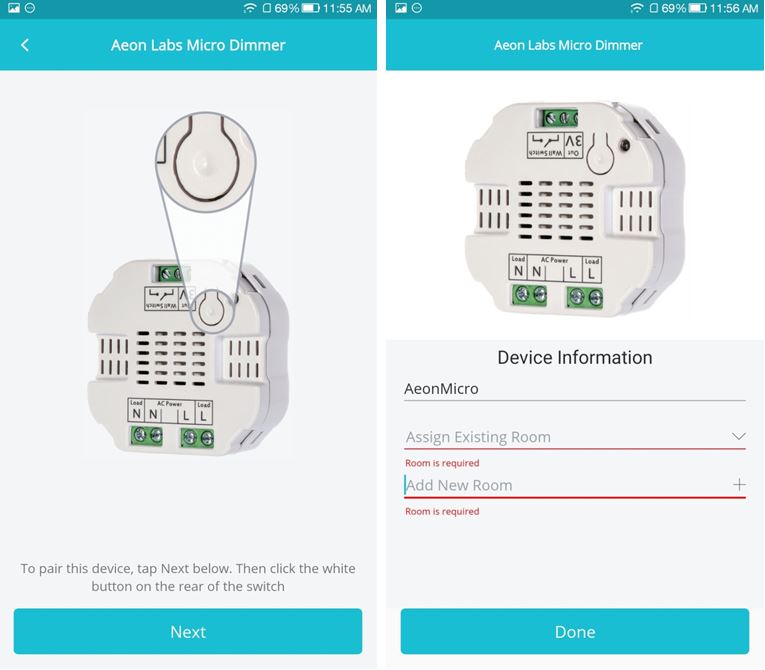 69% 11:55 AM
Aeon Labs Micro Dimmer
Wall Switch
Load AC Power Load
N N L L
To pair this device, tap Next below. Then click the white
button on the rear of the switch
Next
69% 11:56 AM
Aeon Labs Micro Dimmer
Wall Switch Out 3V
Load AC Power Load
N N L L
Device Information
AeonMicro
Assign Existing Room
Room is required
Add New Room
Room is required
Done